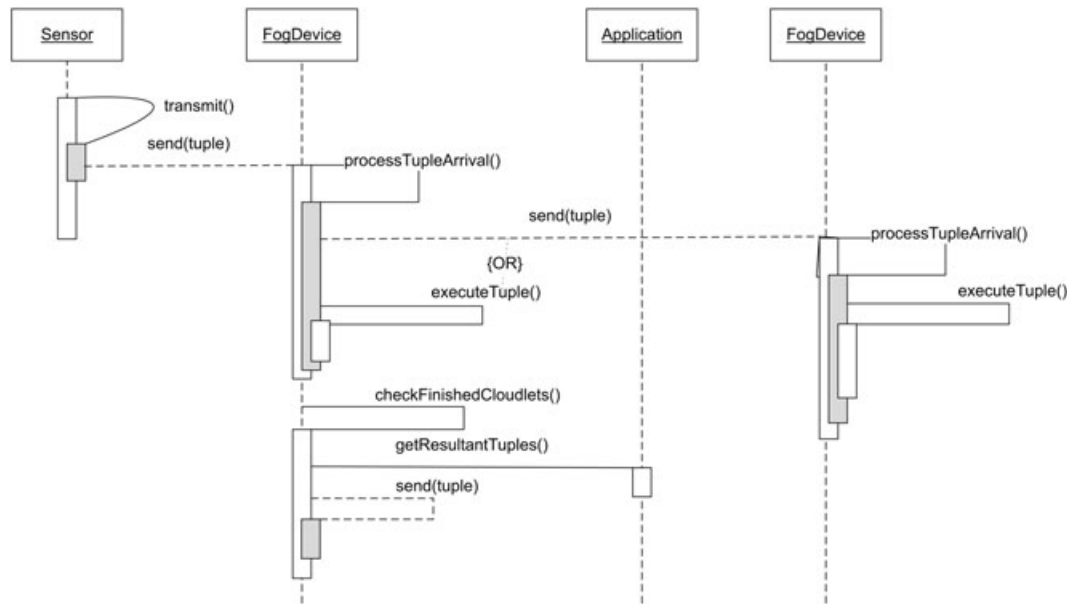 Sensor
FogDevice
Application
FogDevice
transmit()
send(tuple)
processTupleArrival()
send(tuple)
processTupleArrival()
{OR}
executeTuple()
executeTuple()
checkFinishedCloudlets()
getResultantTuples()
send(tuple)